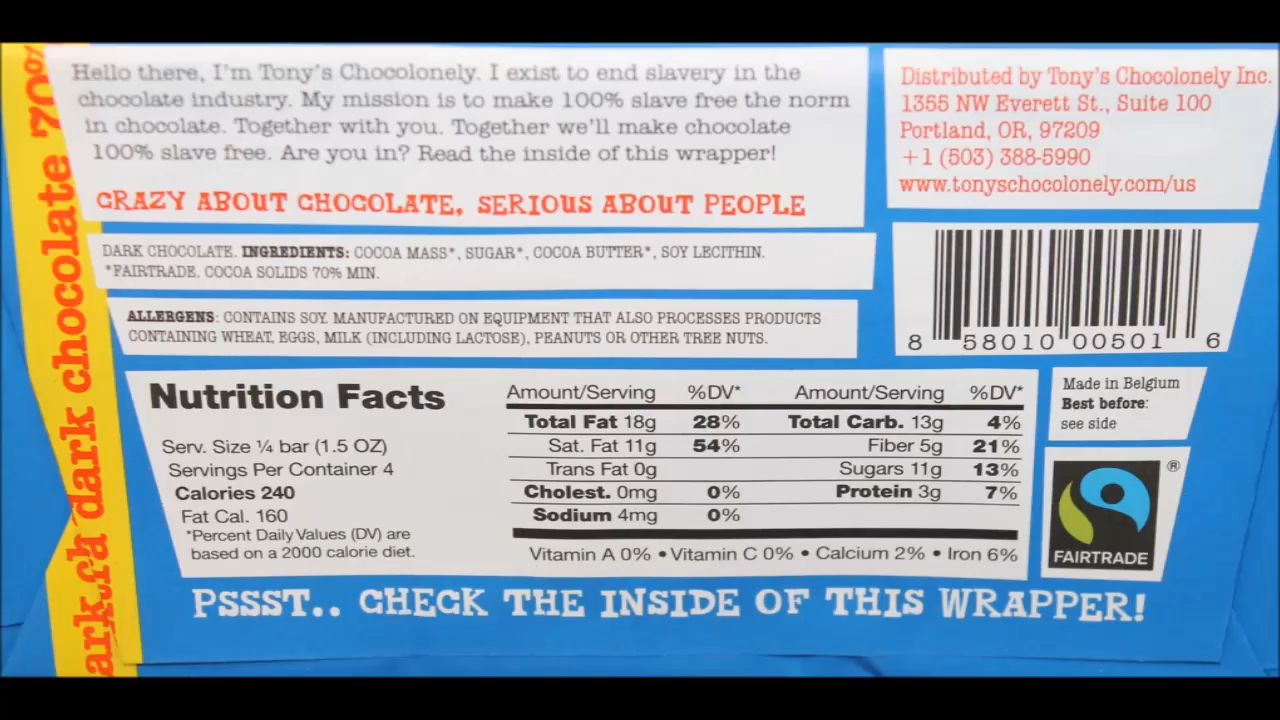 dark chocolate 70%
ark
dark
Hello there, I'm Tony's Chocolonely. I exist to end slavery in the
chocolate industry. My mission is to make 100% slave free the norm
in chocolate. Together with you. Together we'll make chocolate
100% slave free. Are you in? Read the inside of this wrapper!
CRAZY ABOUT CHOCOLATE, SERIOUS ABOUT PEOPLE
Distributed by Tony's Chocolonely Inc.
1355 NW Everett St., Suite 100
Portland, OR, 97209
+1 (503) 388-5990
www.tonyschocolonely.com/us
DARK CHOCOLATE. INGREDIENTS: COCOA MASS*, SUGAR*, COCOA BUTTER*, SOY LECITHIN.
*FAIRTRADE. COCOA SOLIDS 70% MIN.
ALLERGENS: CONTAINS SOY. MANUFACTURED ON EQUIPMENT THAT ALSO PROCESSES PRODUCTS
CONTAINING WHEAT, EGGS, MILK (INCLUDING LACTOSE), PEANUTS OR OTHER TREE NUTS.
8 58010 00501 6
Nutrition Facts
Serv. Size ¼ bar (1.5 OZ)
Servings Per Container 4
Calories 240
Fat Cal. 160
*Percent Daily Values (DV) are
based on a 2000 calorie diet.
Amount/Serving %DV* Amount/Serving %DV*
Total Fat 18g 28% Total Carb. 13g 4%
Sat. Fat 11g 54% Fiber 5g 21%
Trans Fat 0g Sugars 11g 13%
Cholest. 0mg 0% Protein 3g 7%
Sodium 4mg 0%
Vitamin A 0% • Vitamin C 0% • Calcium 2% • Iron 6%
Made in Belgium
Best before:
see side
®
FAIRTRADE
PSSST.. CHECK THE INSIDE OF THIS WRAPPER!